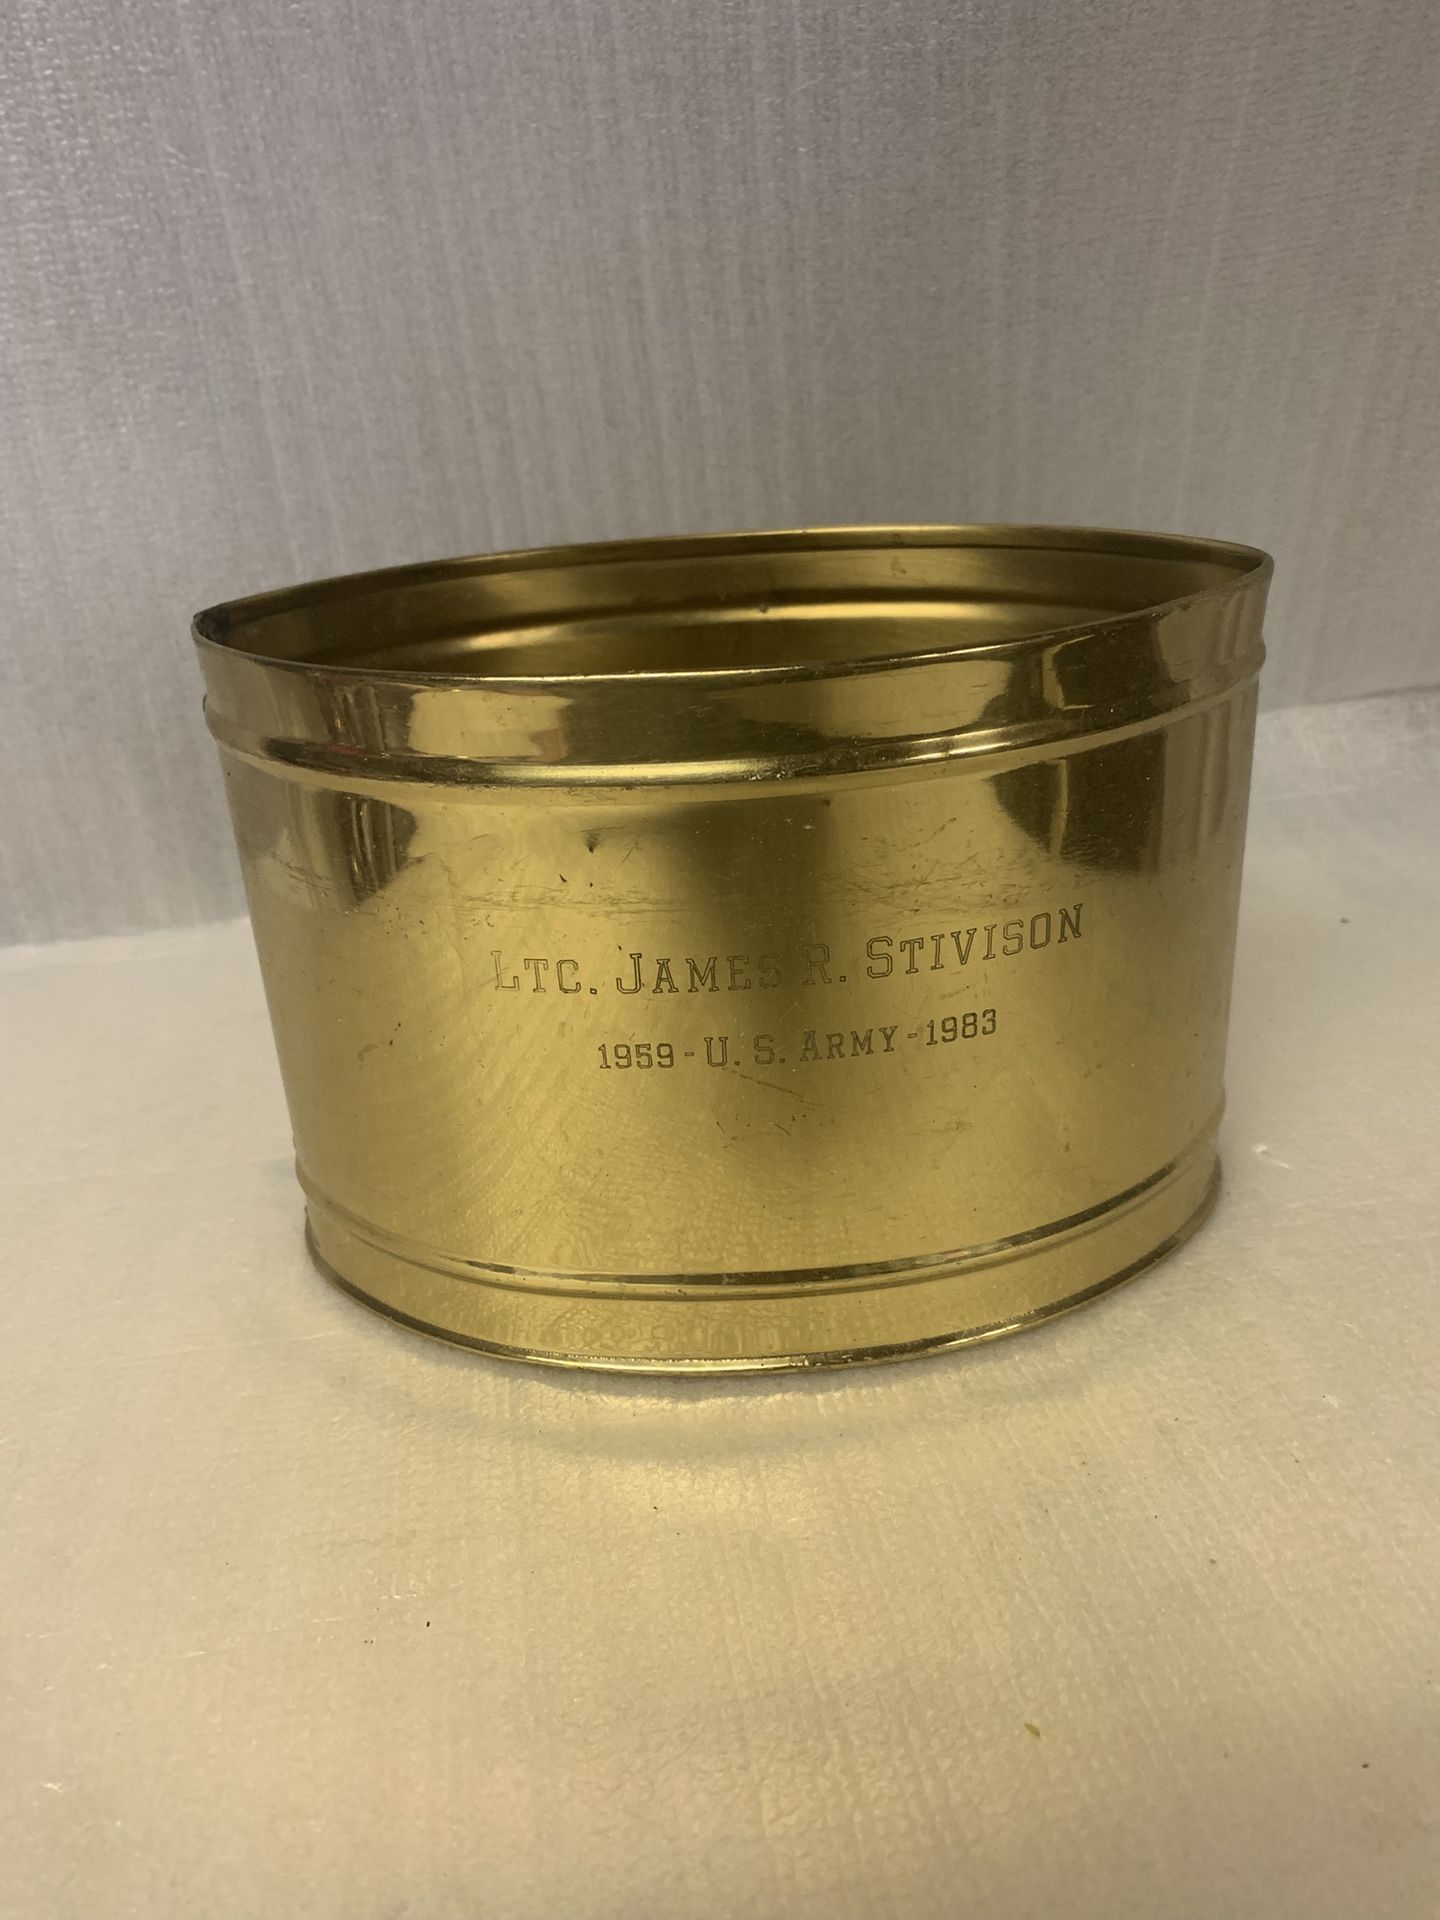 LTC. JAMES R. STIVISON
1959 - U. S. ARMY - 1983